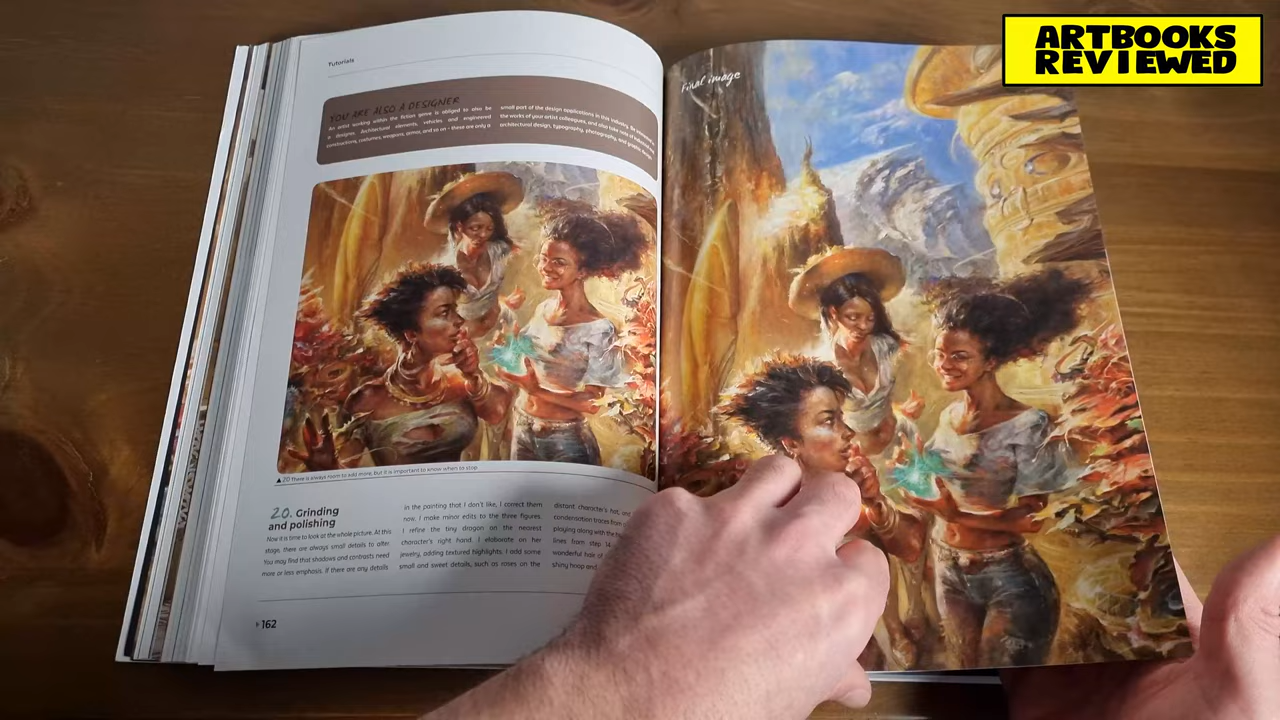 ARTBOOKS
REVIEWED
Tutorials
YOU ARE ALSO A DESIGNER
An artist working within the fiction genre is obliged to also be
a designer. Architectural elements, vehicles and engineered
constructions, costumes, weapons, armor, and so on - these are only a
small part of the design applications in this industry. Be
the works of your artist colleagues, and also take
architectural design, typography, photography, and graphic design.
▲ 20 There is always room to add more, but it is important to know when to stop
20. Grinding
and polishing
Now it is time to look at the whole picture. At this
stage, there are always small details to alter.
You may find that shadows and contrasts need
more or less emphasis. If there are any details
in the painting that I don't like, I correct them
now. I make minor edits to the three figures.
I refine the tiny dragon on the nearest
character's right hand. I elaborate on her
jewelry, adding textured highlights. I add some
small and sweet details, such as roses on the
distant character's hat, and
condensation traces from
playing along with the
lines from step 14
wonderful hair of
shiny hoop and
162
Final image